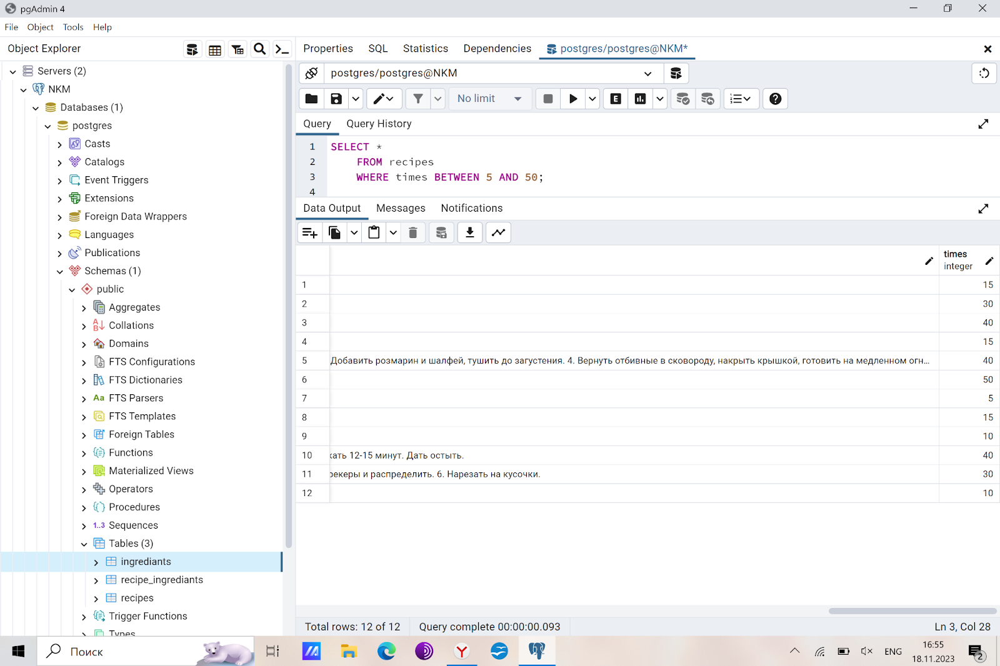 pgAdmin 4
File Object Tools Help
Object Explorer
Properties SQL Statistics Dependencies postgres/postgres@NKM*
Servers (2)
NKM
Databases (1)
postgres
Casts
Catalogs
Event Triggers
Extensions
Foreign Data Wrappers
Languages
Publications
Schemas (1)
public
Aggregates
Collations
Domains
FTS Configurations
FTS Dictionaries
Aa FTS Parsers
FTS Templates
Foreign Tables
Functions
Materialized Views
Operators
Procedures
1..3 Sequences
Tables (3)
ingrediants
recipe_ingrediants
recipes
Trigger Functions
Types
postgres/postgres@NKM
No limit
E
Query Query History
1 SELECT *
2 FROM recipes
3 WHERE times BETWEEN 5 AND 50;
4
Data Output Messages Notifications
times
integer
1 15
2 30
3 40
4 15
5 Добавить розмарин и шалфей, тушить до загустения. 4. Вернуть отбивные в сковороду, накрыть крышкой, готовить на медленном огн... 40
6 50
7 5
8 15
9 10
10 кать 12-15 минут. Дать остыть. 40
11 рекеры и распределить. 6. Нарезать на кусочки. 30
12 10
Total rows: 12 of 12 Query complete 00:00:00.093 Ln 3, Col 28
Поиск
ENG
16:55
18.11.2023
2